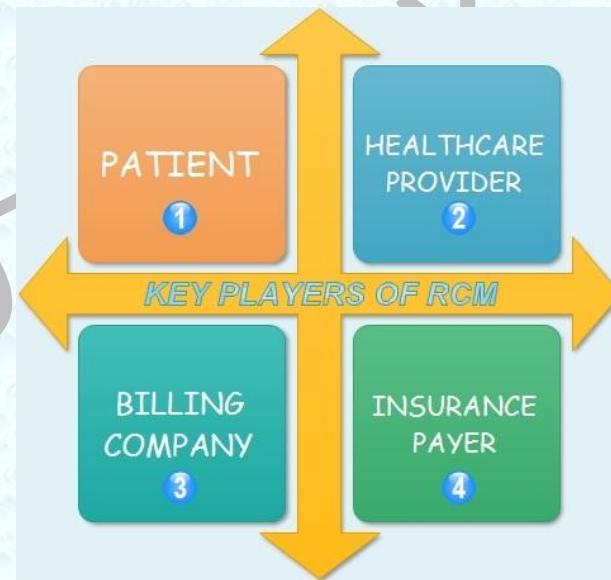 PATIENT
1
HEALTHCARE
PROVIDER
2
KEY PLAYERS OF RCM
BILLING
COMPANY
3
INSURANCE
PAYER
4